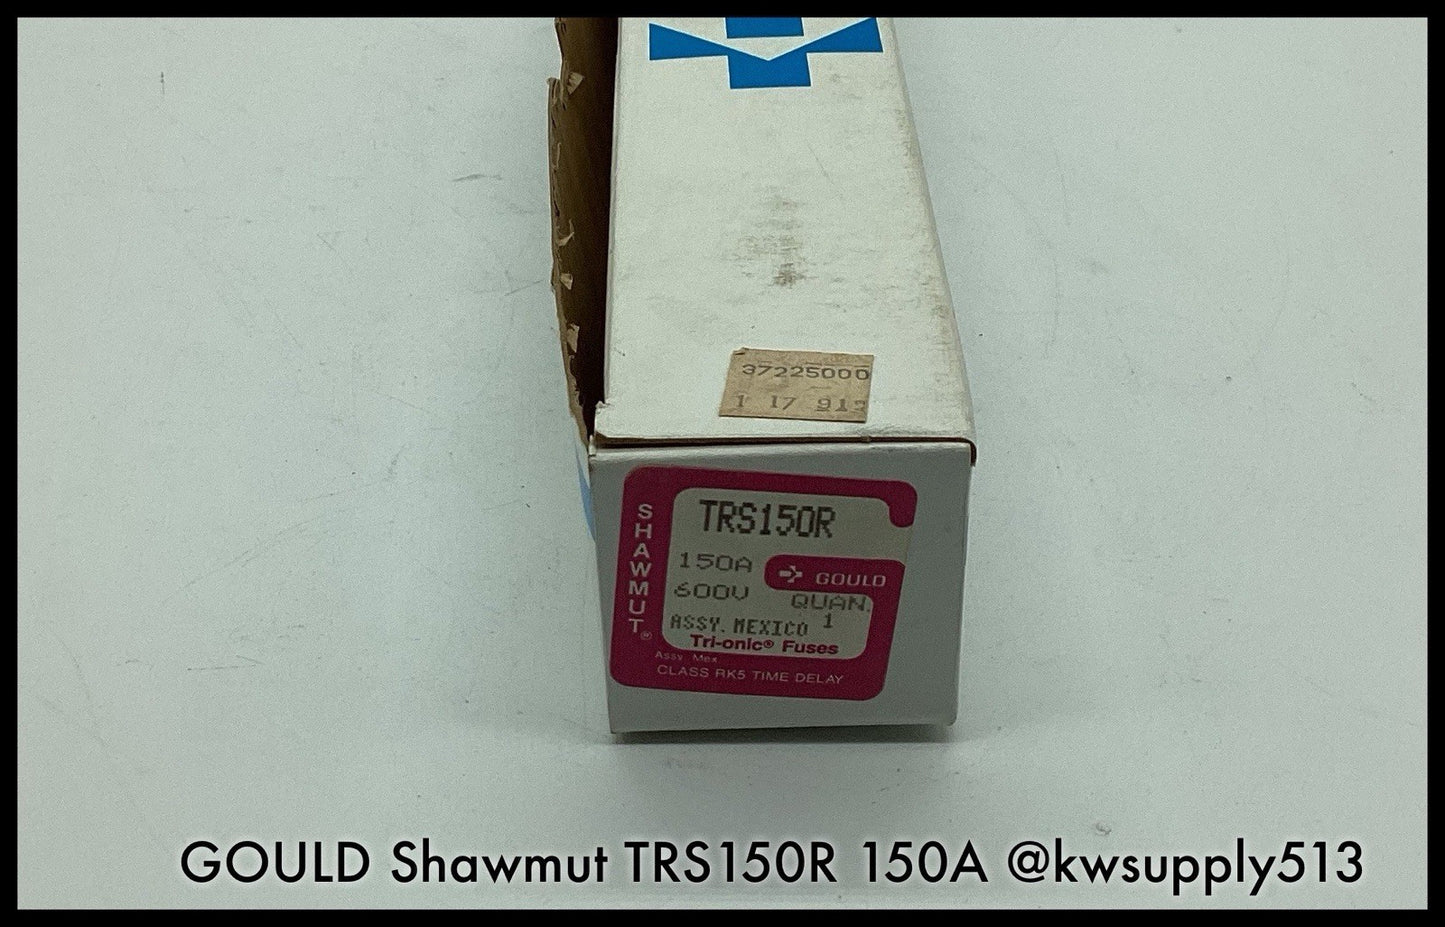 37225000
1 17 91
SHAWMUT®
TRS150R
150A
GOULD
600V QUAN.
ASSY. MEXICO 1
Tri-onic® Fuses
Assy. Mex
CLASS RK5 TIME DELAY
GOULD Shawmut TRS150R 150A @kwsupply513